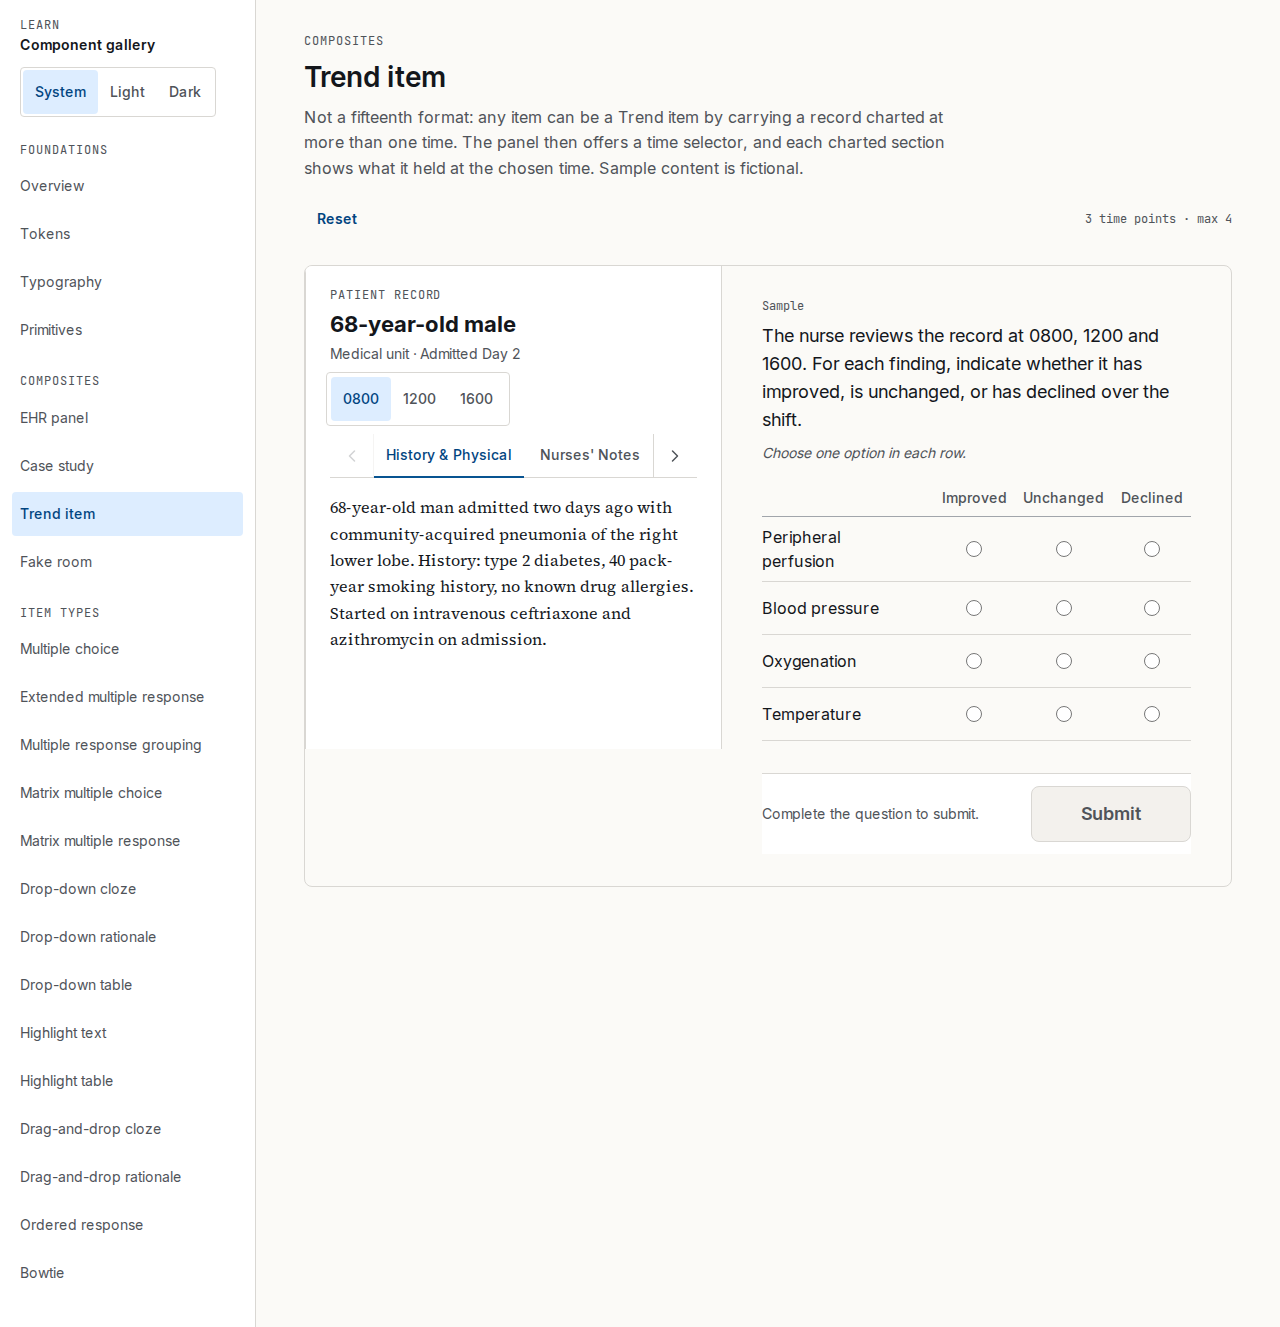 LEARN
Component gallery
System Light Dark
FOUNDATIONS
Overview
Tokens
Typography
Primitives
COMPOSITES
EHR panel
Case study
Trend item
Fake room
ITEM TYPES
Multiple choice
Extended multiple response
Multiple response grouping
Matrix multiple choice
Matrix multiple response
Drop-down cloze
Drop-down rationale
Drop-down table
Highlight text
Highlight table
Drag-and-drop cloze
Drag-and-drop rationale
Ordered response
Bowtie
COMPOSITES
Trend item
Not a fifteenth format: any item can be a Trend item by carrying a record charted at
more than one time. The panel then offers a time selector, and each charted section
shows what it held at the chosen time. Sample content is fictional.
Reset
3 time points · max 4
PATIENT RECORD
68-year-old male
Medical unit · Admitted Day 2
0800 1200 1600
History & Physical Nurses' Notes
68-year-old man admitted two days ago with
community-acquired pneumonia of the right
lower lobe. History: type 2 diabetes, 40 pack-
year smoking history, no known drug allergies.
Started on intravenous ceftriaxone and
azithromycin on admission.
Sample
The nurse reviews the record at 0800, 1200 and
1600. For each finding, indicate whether it has
improved, is unchanged, or has declined over the
shift.
Choose one option in each row.
Improved Unchanged Declined
Peripheral
perfusion
Blood pressure
Oxygenation
Temperature
Complete the question to submit.
Submit